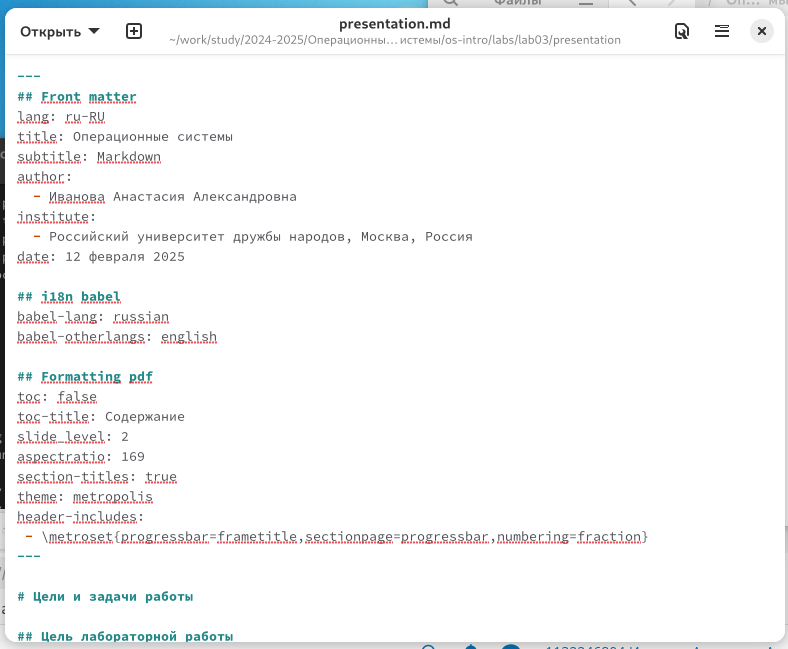 Файлы
Открыть
presentation.md
~/work/study/2024-2025/Операционны…истемы/os-intro/labs/lab03/presentation
---
## Front matter
lang: ru-RU
title: Операционные системы
subtitle: Markdown
author:
- Иванова Анастасия Александровна
institute:
- Российский университет дружбы народов, Москва, Россия
date: 12 февраля 2025
## i18n babel
babel-lang: russian
babel-otherlangs: english
## Formatting pdf
toc: false
toc-title: Содержание
slide_level: 2
aspectratio: 169
section-titles: true
theme: metropolis
header-includes:
- \metroset{progressbar=frametitle,sectionpage=progressbar,numbering=fraction}
---
# Цели и задачи работы
## Цель лабораторной работы